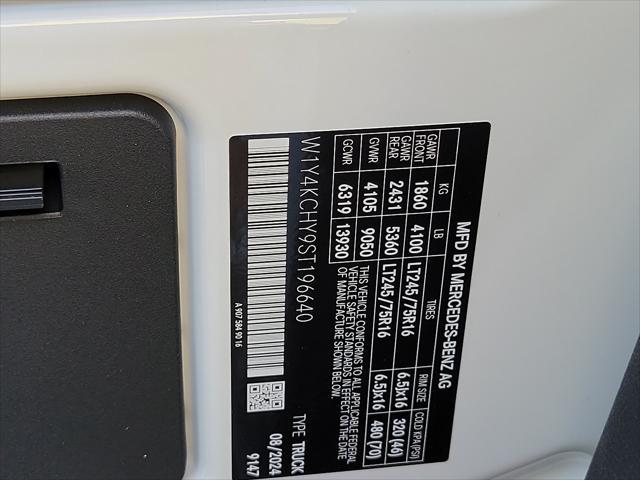 MFD BY MERCEDES-BENZ AG
KG LB TIRES RIM SIZE COLD KPA(PSI)
GAWR FRONT 1860 4100 LT245/75R16 6.5Jx16 320 (46)
GAWR REAR 2431 5360 LT245/75R16 6.5Jx16 480 (70)
GVWR 4105 9050 THIS VEHICLE CONFORMS TO ALL APPLICABLE FEDERAL
GCWR 6319 13930 VEHICLE SAFETY STANDARDS IN EFFECT ON THE DATE
OF MANUFACTURE SHOWN BELOW.
W1Y4KCHY9ST196640 TYPE TRUCK
08/2024
A 907 584 90 16 9147